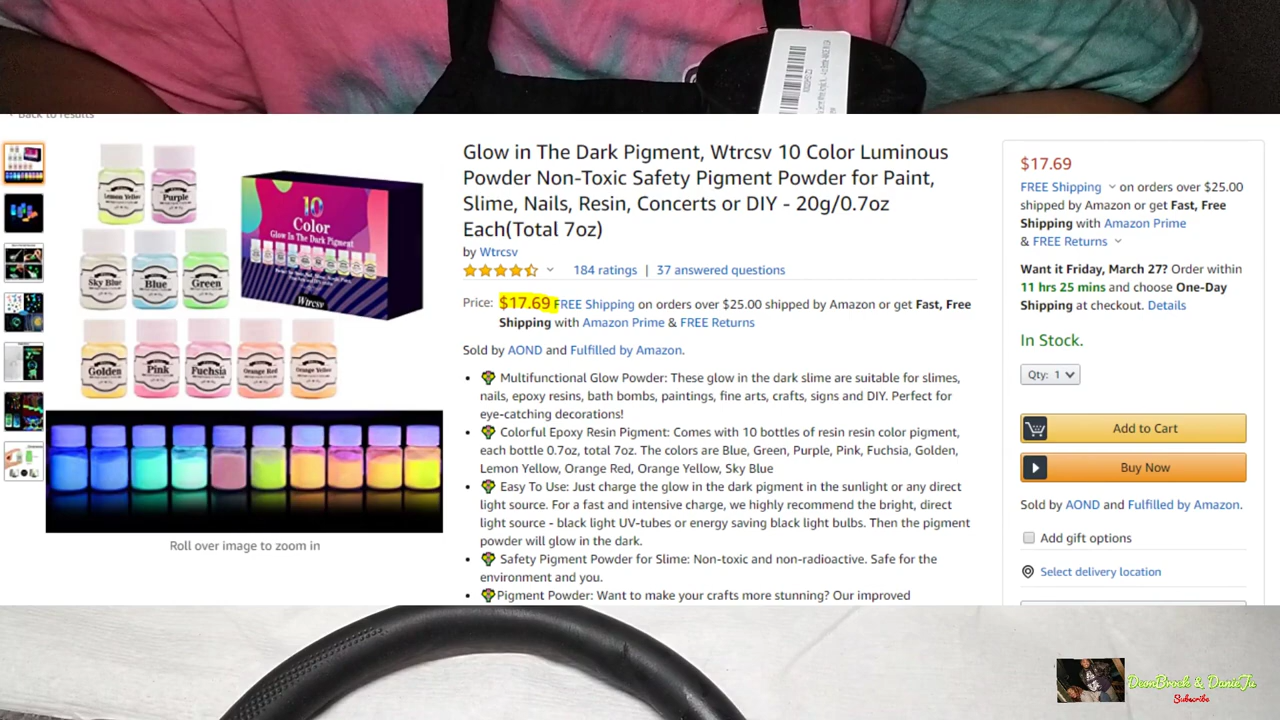 Back to results
Glow in The Dark Pigment, Wtrcsv 10 Color Luminous
Powder Non-Toxic Safety Pigment Powder for Paint,
Slime, Nails, Resin, Concerts or DIY - 20g/0.7oz
Each(Total 7oz)
by Wtrcsv
184 ratings | 37 answered questions
Price: $17.69 FREE Shipping on orders over $25.00 shipped by Amazon or get Fast, Free
Shipping with Amazon Prime & FREE Returns
Sold by AOND and Fulfilled by Amazon.
• Multifunctional Glow Powder: These glow in the dark slime are suitable for slimes,
nails, epoxy resins, bath bombs, paintings, fine arts, crafts, signs and DIY. Perfect for
eye-catching decorations!
• Colorful Epoxy Resin Pigment: Comes with 10 bottles of resin resin color pigment,
each bottle 0.7oz, total 7oz. The colors are Blue, Green, Purple, Pink, Fuchsia, Golden,
Lemon Yellow, Orange Red, Orange Yellow, Sky Blue
• Easy To Use: Just charge the glow in the dark pigment in the sunlight or any direct
light source. For a fast and intensive charge, we highly recommend the bright, direct
light source - black light UV-tubes or energy saving black light bulbs. Then the pigment
powder will glow in the dark.
• Safety Pigment Powder for Slime: Non-toxic and non-radioactive. Safe for the
environment and you.
• Pigment Powder: Want to make your crafts more stunning? Our improved
Lemon Yellow
Purple
Sky Blue
Blue
Green
Golden
Pink
Fuchsia
Orange Red
Orange Yellow
10
Color
Glow in The Dark Pigment
Wtrcsv
Roll over image to zoom in
$17.69
FREE Shipping on orders over $25.00
shipped by Amazon or get Fast, Free
Shipping with Amazon Prime
& FREE Returns
Want it Friday, March 27? Order within
11 hrs 25 mins and choose One-Day
Shipping at checkout. Details
In Stock.
Qty: 1
Add to Cart
Buy Now
Sold by AOND and Fulfilled by Amazon.
Add gift options
Select delivery location
DeonBrock & DanieJa
Subscribe